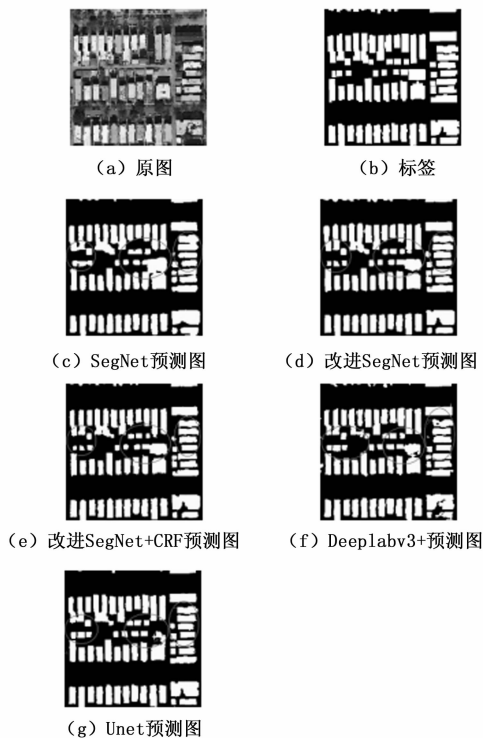 （a）原图
（b）标签
（c）SegNet预测图
（d）改进SegNet预测图
（e）改进SegNet+CRF预测图
（f）Deeplabv3+预测图
（g）Unet预测图